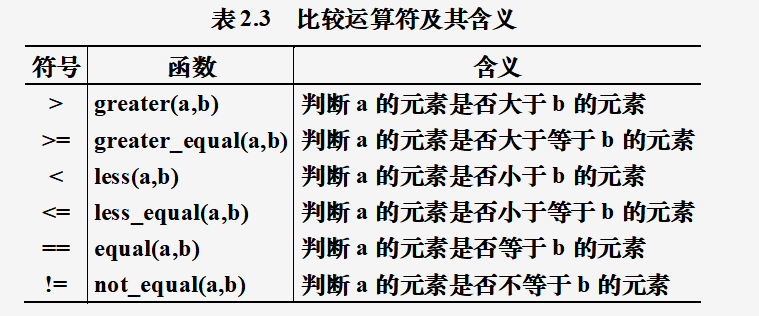 表2.3 比较运算符及其含义
符号 函数 含义
> greater(a,b) 判断 a 的元素是否大于 b 的元素
>= greater_equal(a,b) 判断 a 的元素是否大于等于 b 的元素
< less(a,b) 判断 a 的元素是否小于 b 的元素
<= less_equal(a,b) 判断 a 的元素是否小于等于 b 的元素
== equal(a,b) 判断 a 的元素是否等于 b 的元素
!= not_equal(a,b) 判断 a 的元素是否不等于 b 的元素